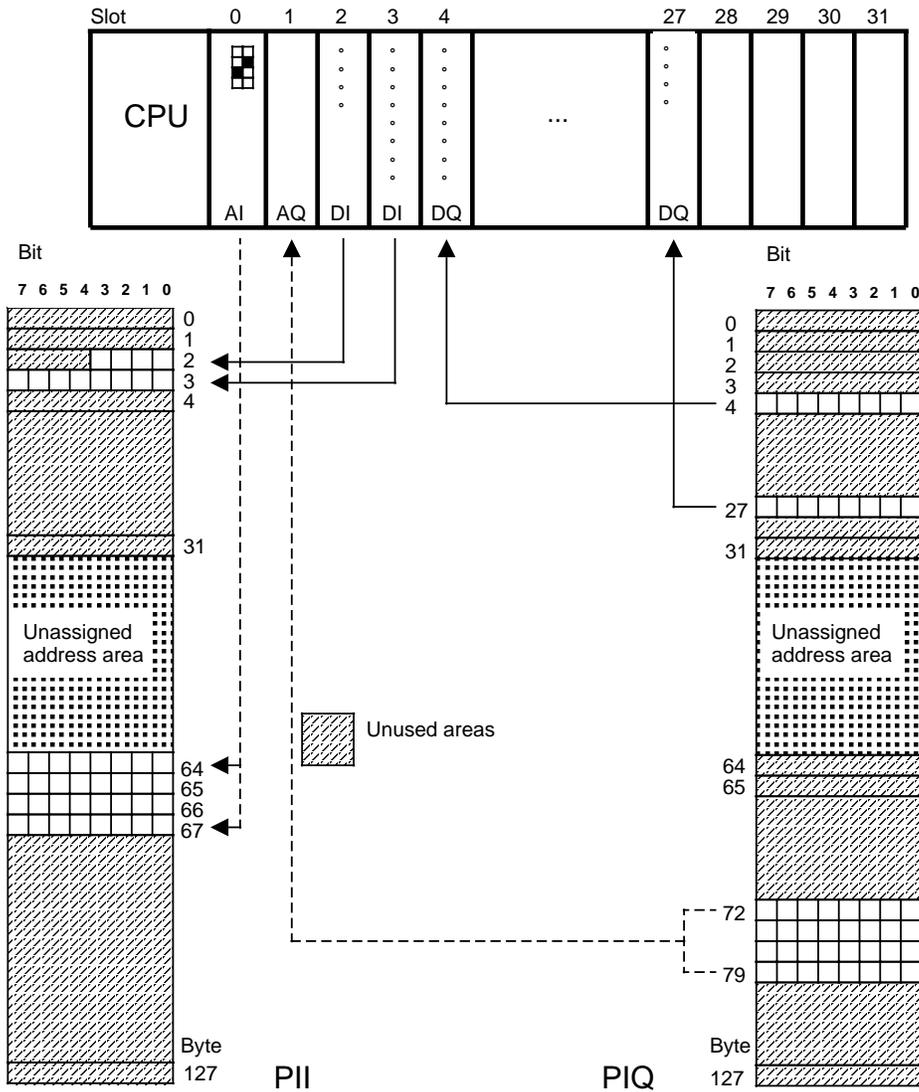 Slot 0 1 2 3 4 27 28 29 30 31
CPU
...
AI AQ DI DI DQ DQ
Bit
Bit
7 6 5 4 3 2 1 0
7 6 5 4 3 2 1 0
0
1
2
3
4
31
Unassigned
address area
64
65
66
67
Byte
127
Unused areas
0
1
2
3
4
27
31
Unassigned
address area
64
65
72
79
Byte
127
PII
PIQ